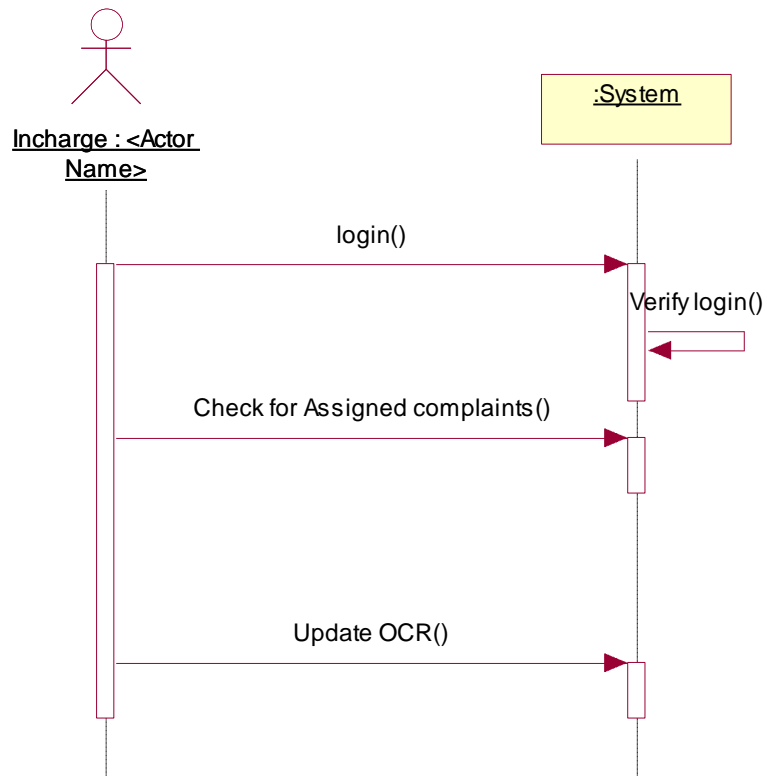 :System
Incharge : <Actor
Name>
login()
Verify login()
Check for Assigned complaints()
Update OCR()